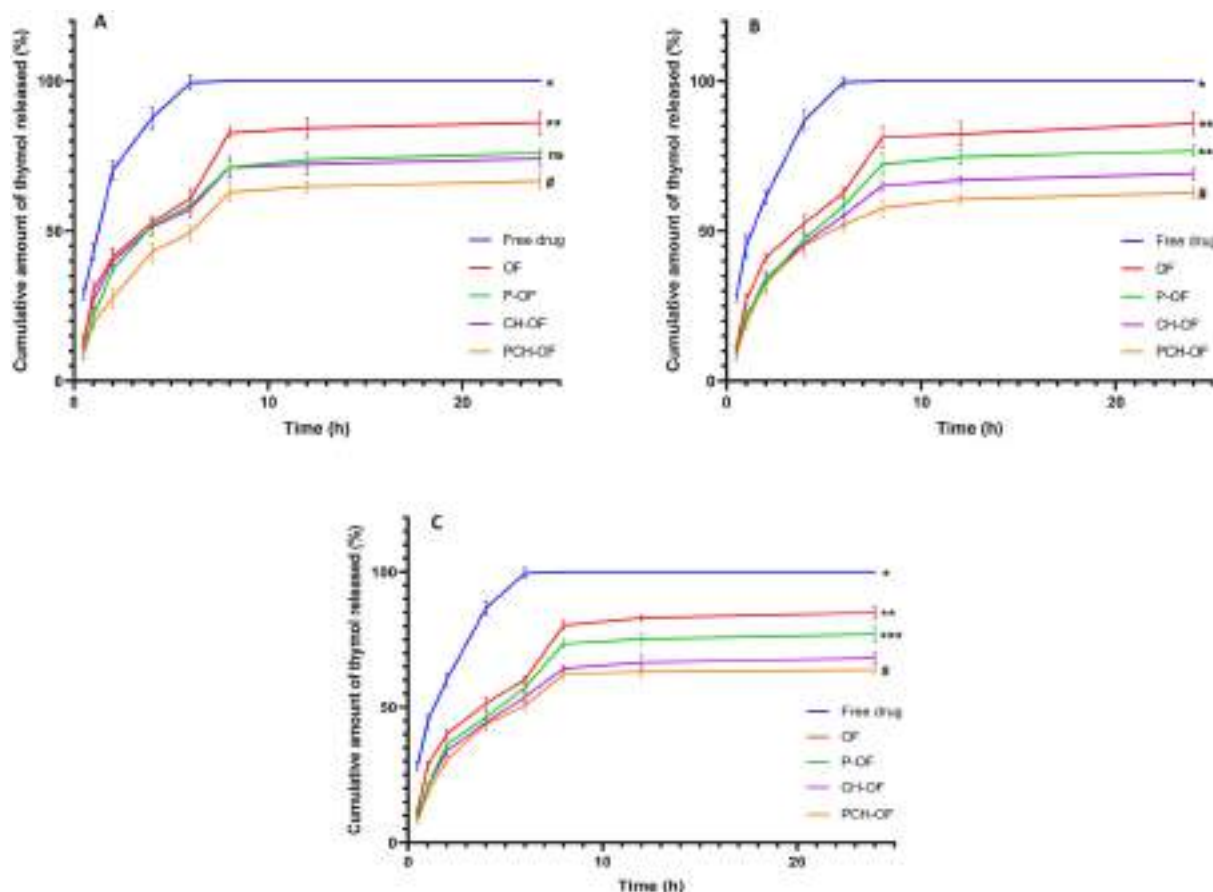 A
Cumulative amount of thymol released (%)
100
50
0
*
**
ns
#
Free drug
OF
P-OF
CH-OF
PCH-OF
0
10
20
Time (h)
B
Cumulative amount of thymol released (%)
100
50
0
*
**
Free drug
OF
P-OF
CH-OF
PCH-OF
0
10
20
Time (h)
C
Cumulative amount of thymol released (%)
100
50
0
*
**
***
Free drug
OF
P-OF
CH-OF
PCH-OF
0
10
20
Time (h)